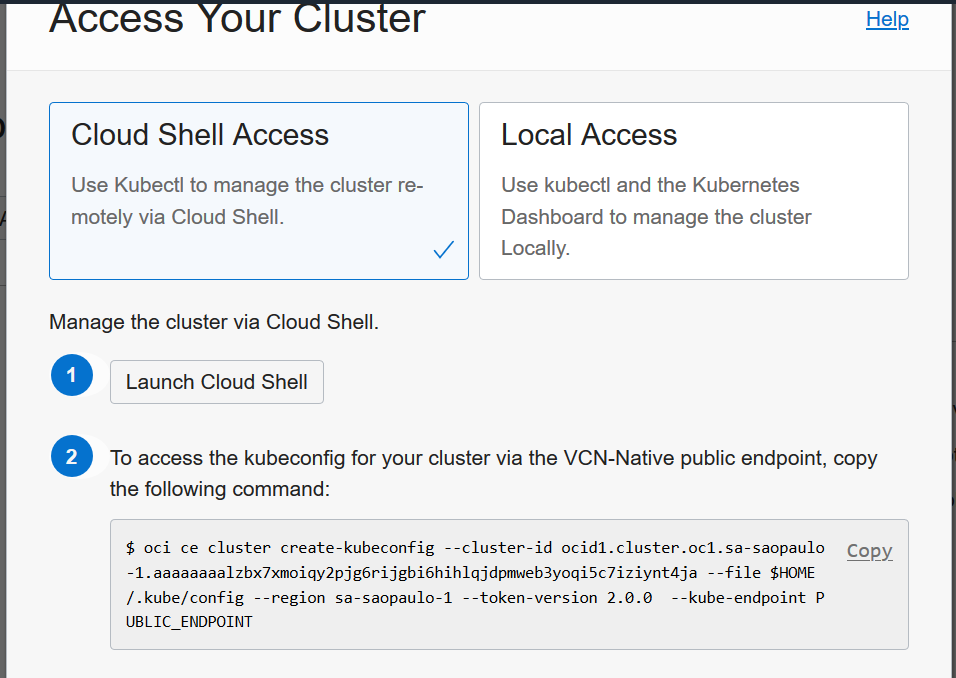 Access Your Cluster
Help
Cloud Shell Access
Use Kubectl to manage the cluster re-
motely via Cloud Shell.
Local Access
Use kubectl and the Kubernetes
Dashboard to manage the cluster
Locally.
Manage the cluster via Cloud Shell.
1
Launch Cloud Shell
2
To access the kubeconfig for your cluster via the VCN-Native public endpoint, copy
the following command:
$ oci ce cluster create-kubeconfig --cluster-id ocid1.cluster.oc1.sa-saopaulo
-1.aaaaaaaalzbx7xmoiqy2pjg6rijgbi6hihlqjdpmweb3yoqi5c7iziynt4ja --file $HOME
/.kube/config --region sa-saopaulo-1 --token-version 2.0.0  --kube-endpoint P
UBLIC_ENDPOINT
Copy